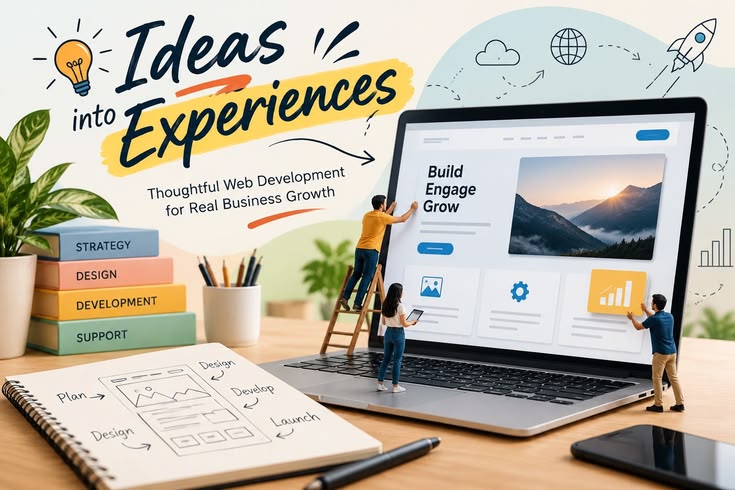 Ideas
into
Experiences
Thoughtful Web Development
for Real Business Growth
Build
Engage
Grow
STRATEGY
DESIGN
DEVELOPMENT
SUPPORT
Plan
Design
Design
Develop
Launch